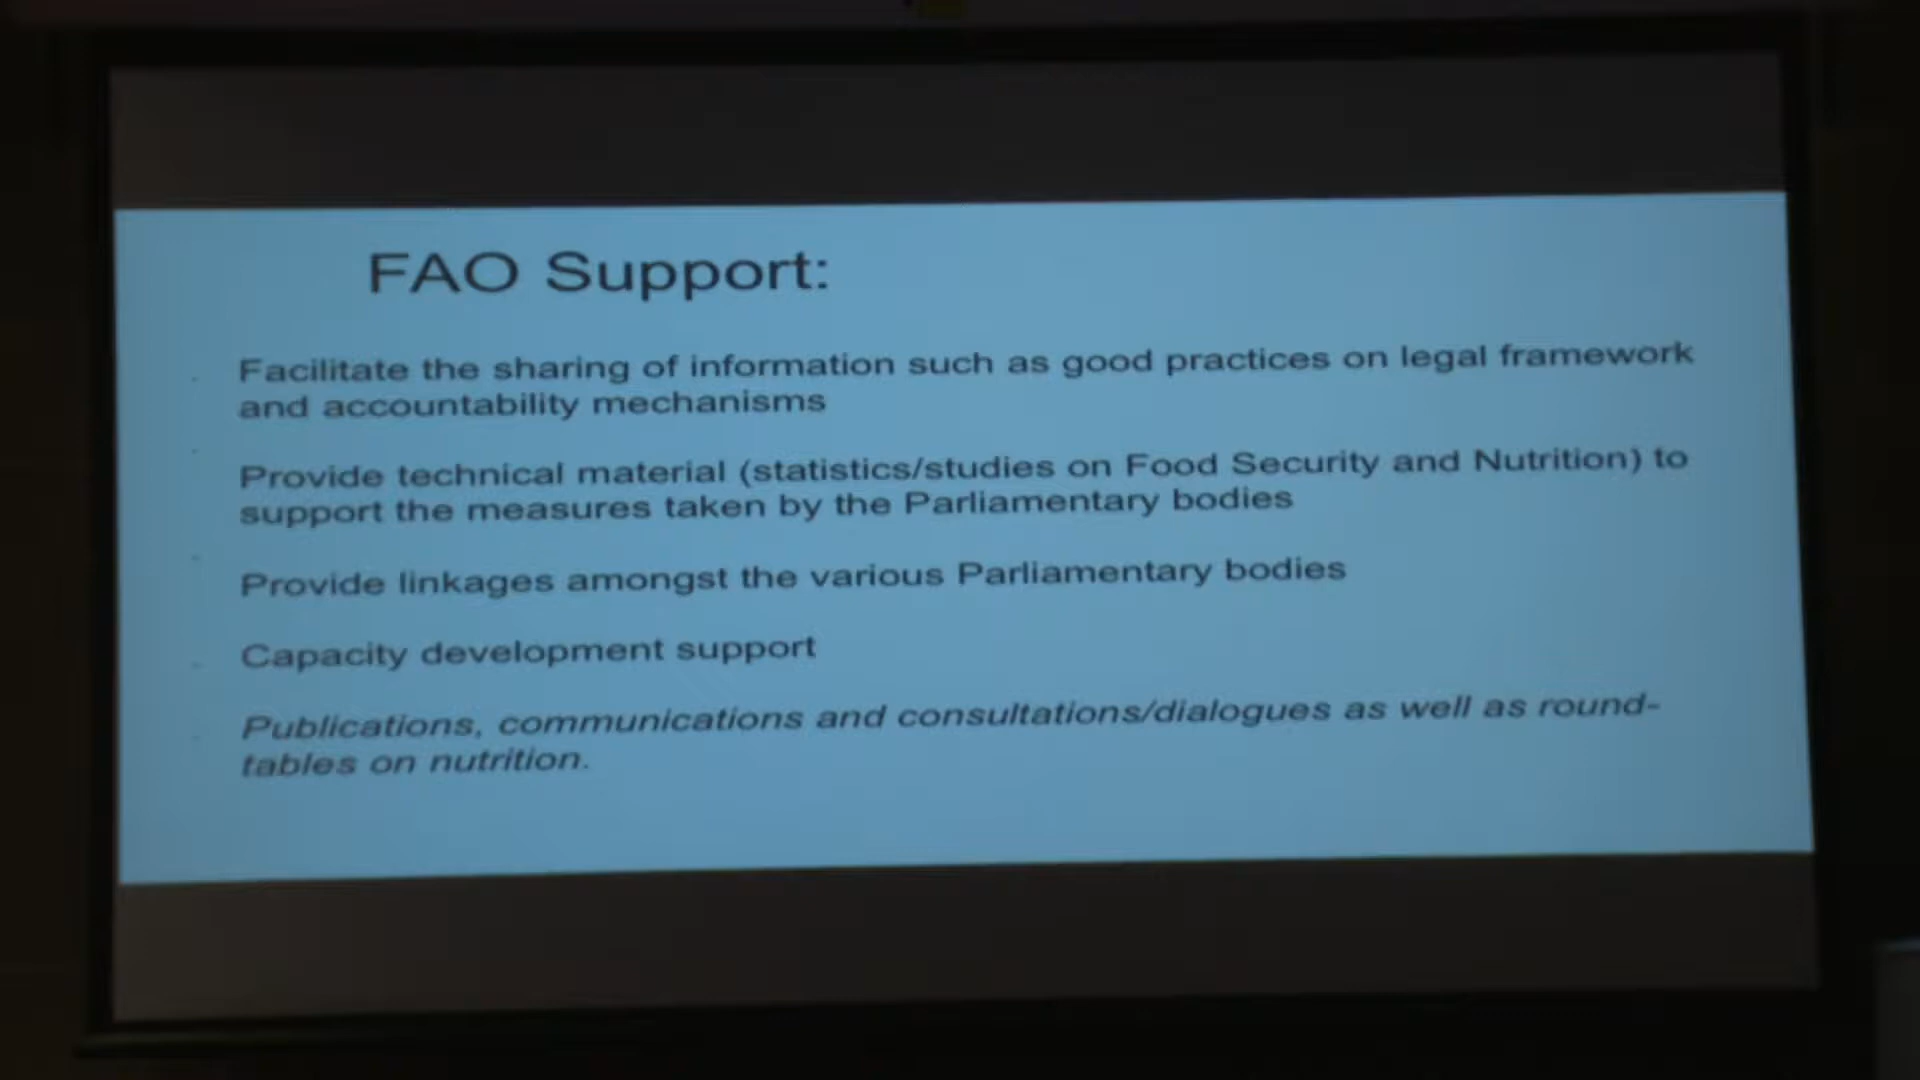 FAO Support:
Facilitate the sharing of information such as good practices on legal framework
and accountability mechanisms
Provide technical material (statistics/studies on Food Security and Nutrition) to
support the measures taken by the Parliamentary bodies
Provide linkages amongst the various Parliamentary bodies
Capacity development support
Publications, communications and consultations/dialogues as well as round-
tables on nutrition.